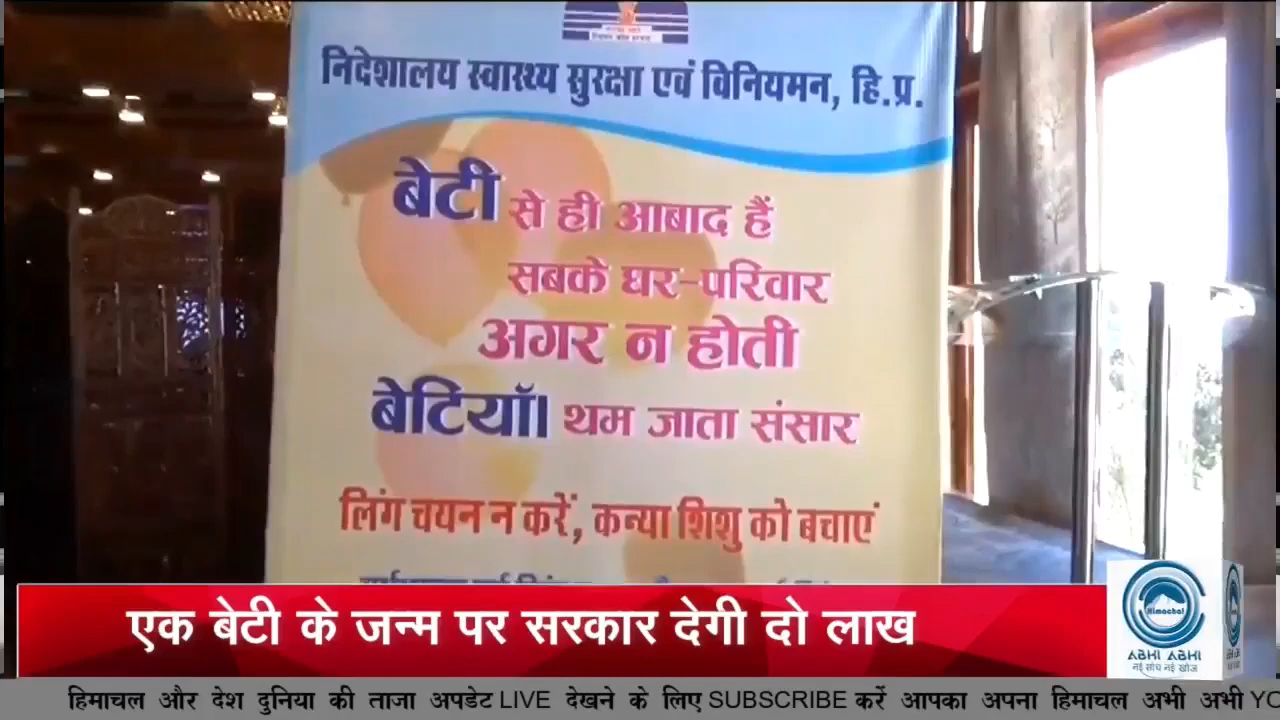 निदेशालय स्वास्थ्य सुरक्षा एवं विनियमन, हि.प्र.
बेटी से ही आबाद हैं
सबके घर-परिवार
अगर न होती
बेटियाँ। थम जाता संसार
लिंग चयन न करें, कन्या शिशु को बचाएं
एक बेटी के जन्म पर सरकार देगी दो लाख
Himachal
ABHI ABHI
नई सोच नई खोज
हिमाचल और देश दुनिया की ताजा अपडेट LIVE देखने के लिए SUBSCRIBE करें आपका अपना हिमाचल अभी अभी YO